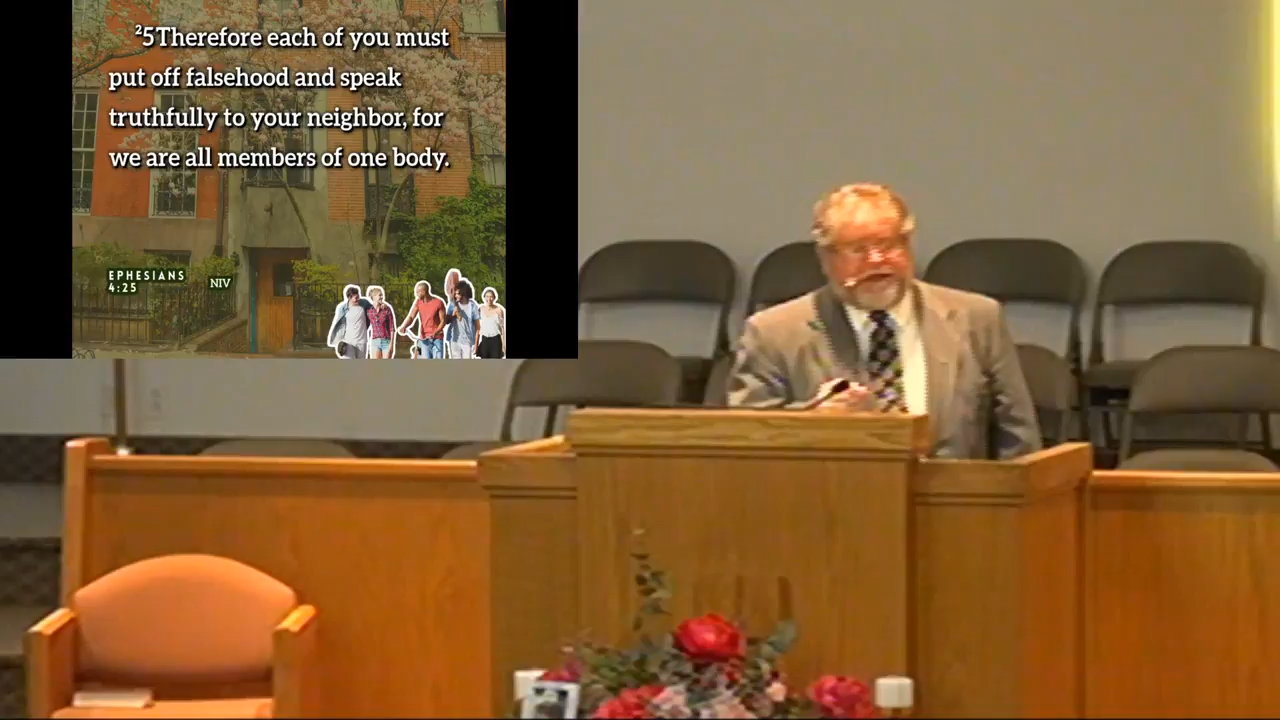 ²5Therefore each of you must
put off falsehood and speak
truthfully to your neighbor, for
we are all members of one body.
EPHESIANS
4:25
NIV